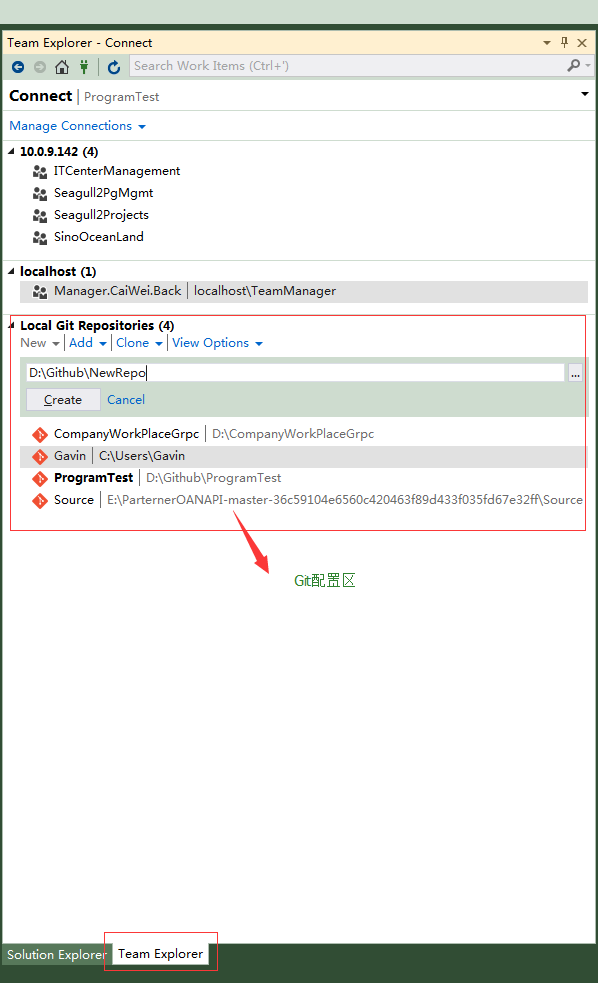 Team Explorer - Connect
Search Work Items (Ctrl+')
Connect | ProgramTest
Manage Connections
10.0.9.142 (4)
ITCenterManagement
Seagull2PgMgmt
Seagull2Projects
SinoOceanLand
localhost (1)
Manager.CaiWei.Back | localhost\TeamManager
Local Git Repositories (4)
New | Add | Clone | View Options
D:\Github\NewRepo ...
Create Cancel
CompanyWorkPlaceGrpc | D:\CompanyWorkPlaceGrpc
Gavin | C:\Users\Gavin
ProgramTest | D:\Github\ProgramTest
Source | E:\ParternerOANAPI-master-36c59104e6560c420463f89d433f035fd67e32ff\Source
Git配置区
Solution Explorer Team Explorer